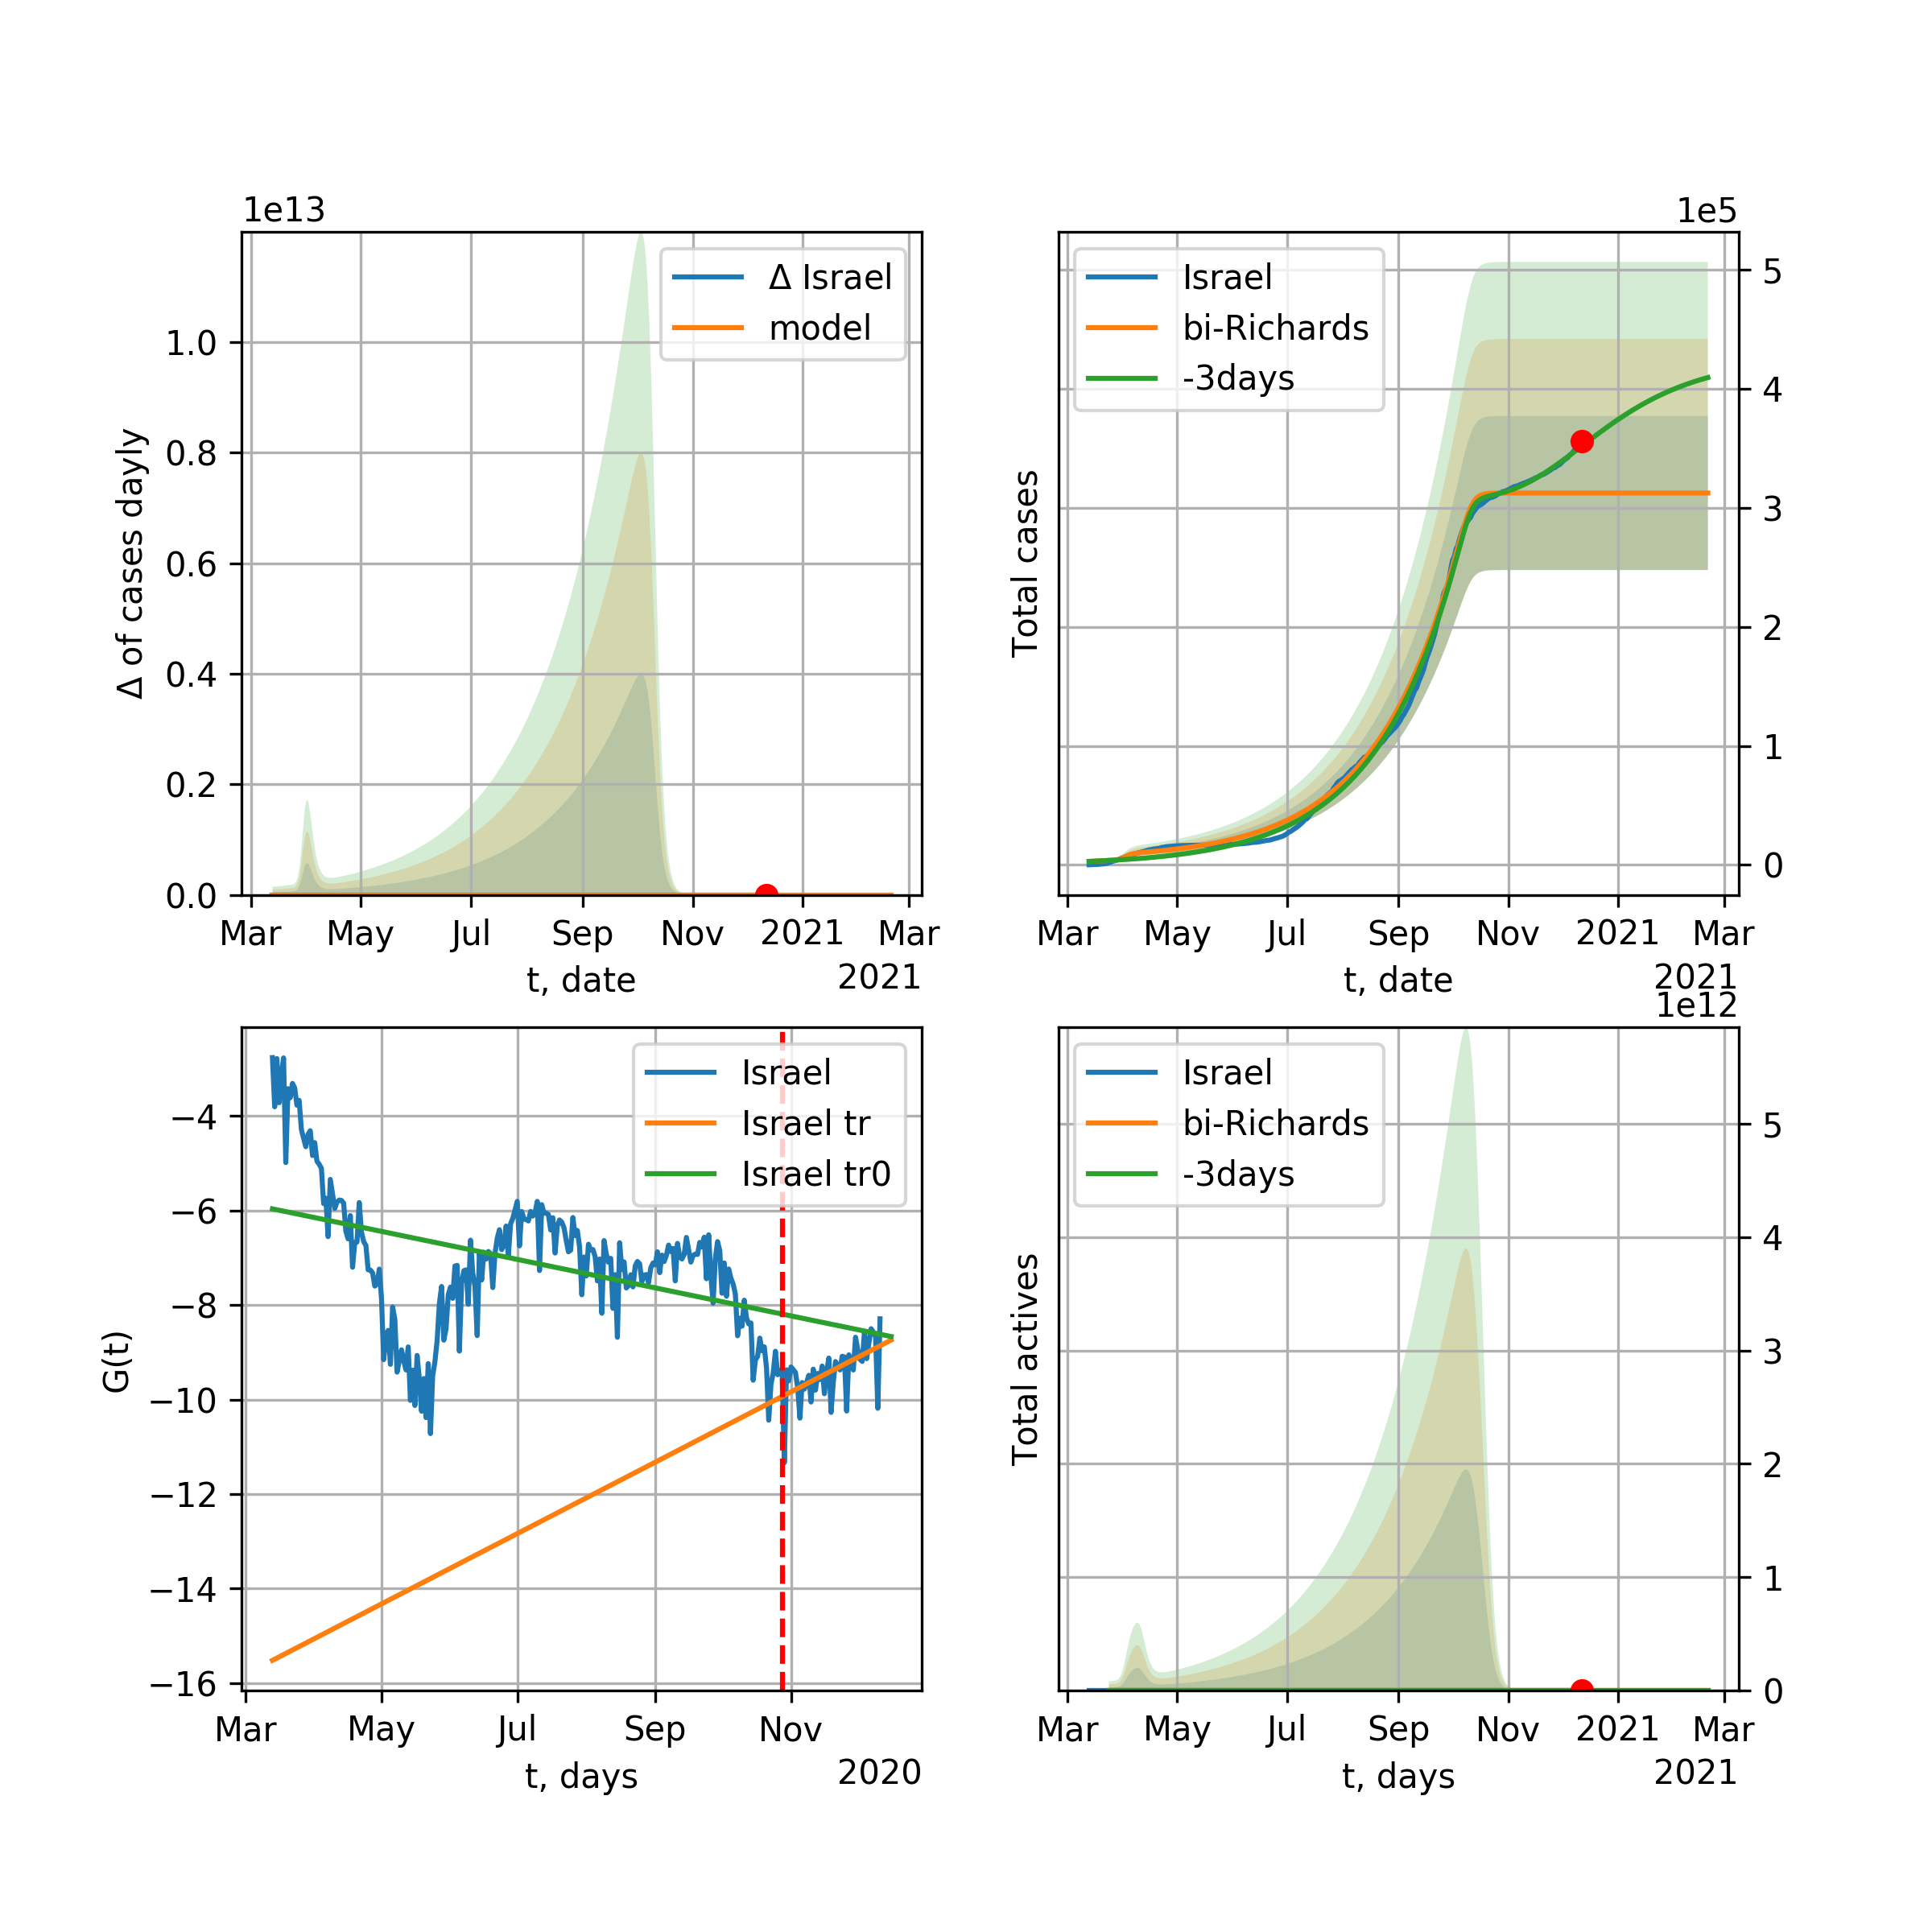 1e13
Δ Israel
model
1.0
0.8
0.6
0.4
0.2
0.0
Δ of cases dayly
Mar May Jul Sep Nov 2021 Mar
t, date
2021
1e5
Israel
bi-Richards
-3days
5
4
3
2
1
0
Total cases
Mar May Jul Sep Nov 2021 Mar
t, date
2021
Israel
Israel tr
Israel tr0
−4
−6
−8
−10
−12
−14
−16
G(t)
Mar May Jul Sep Nov
t, days
2020
1e12
Israel
bi-Richards
-3days
5
4
3
2
1
0
Total actives
Mar May Jul Sep Nov 2021 Mar
t, days
2021